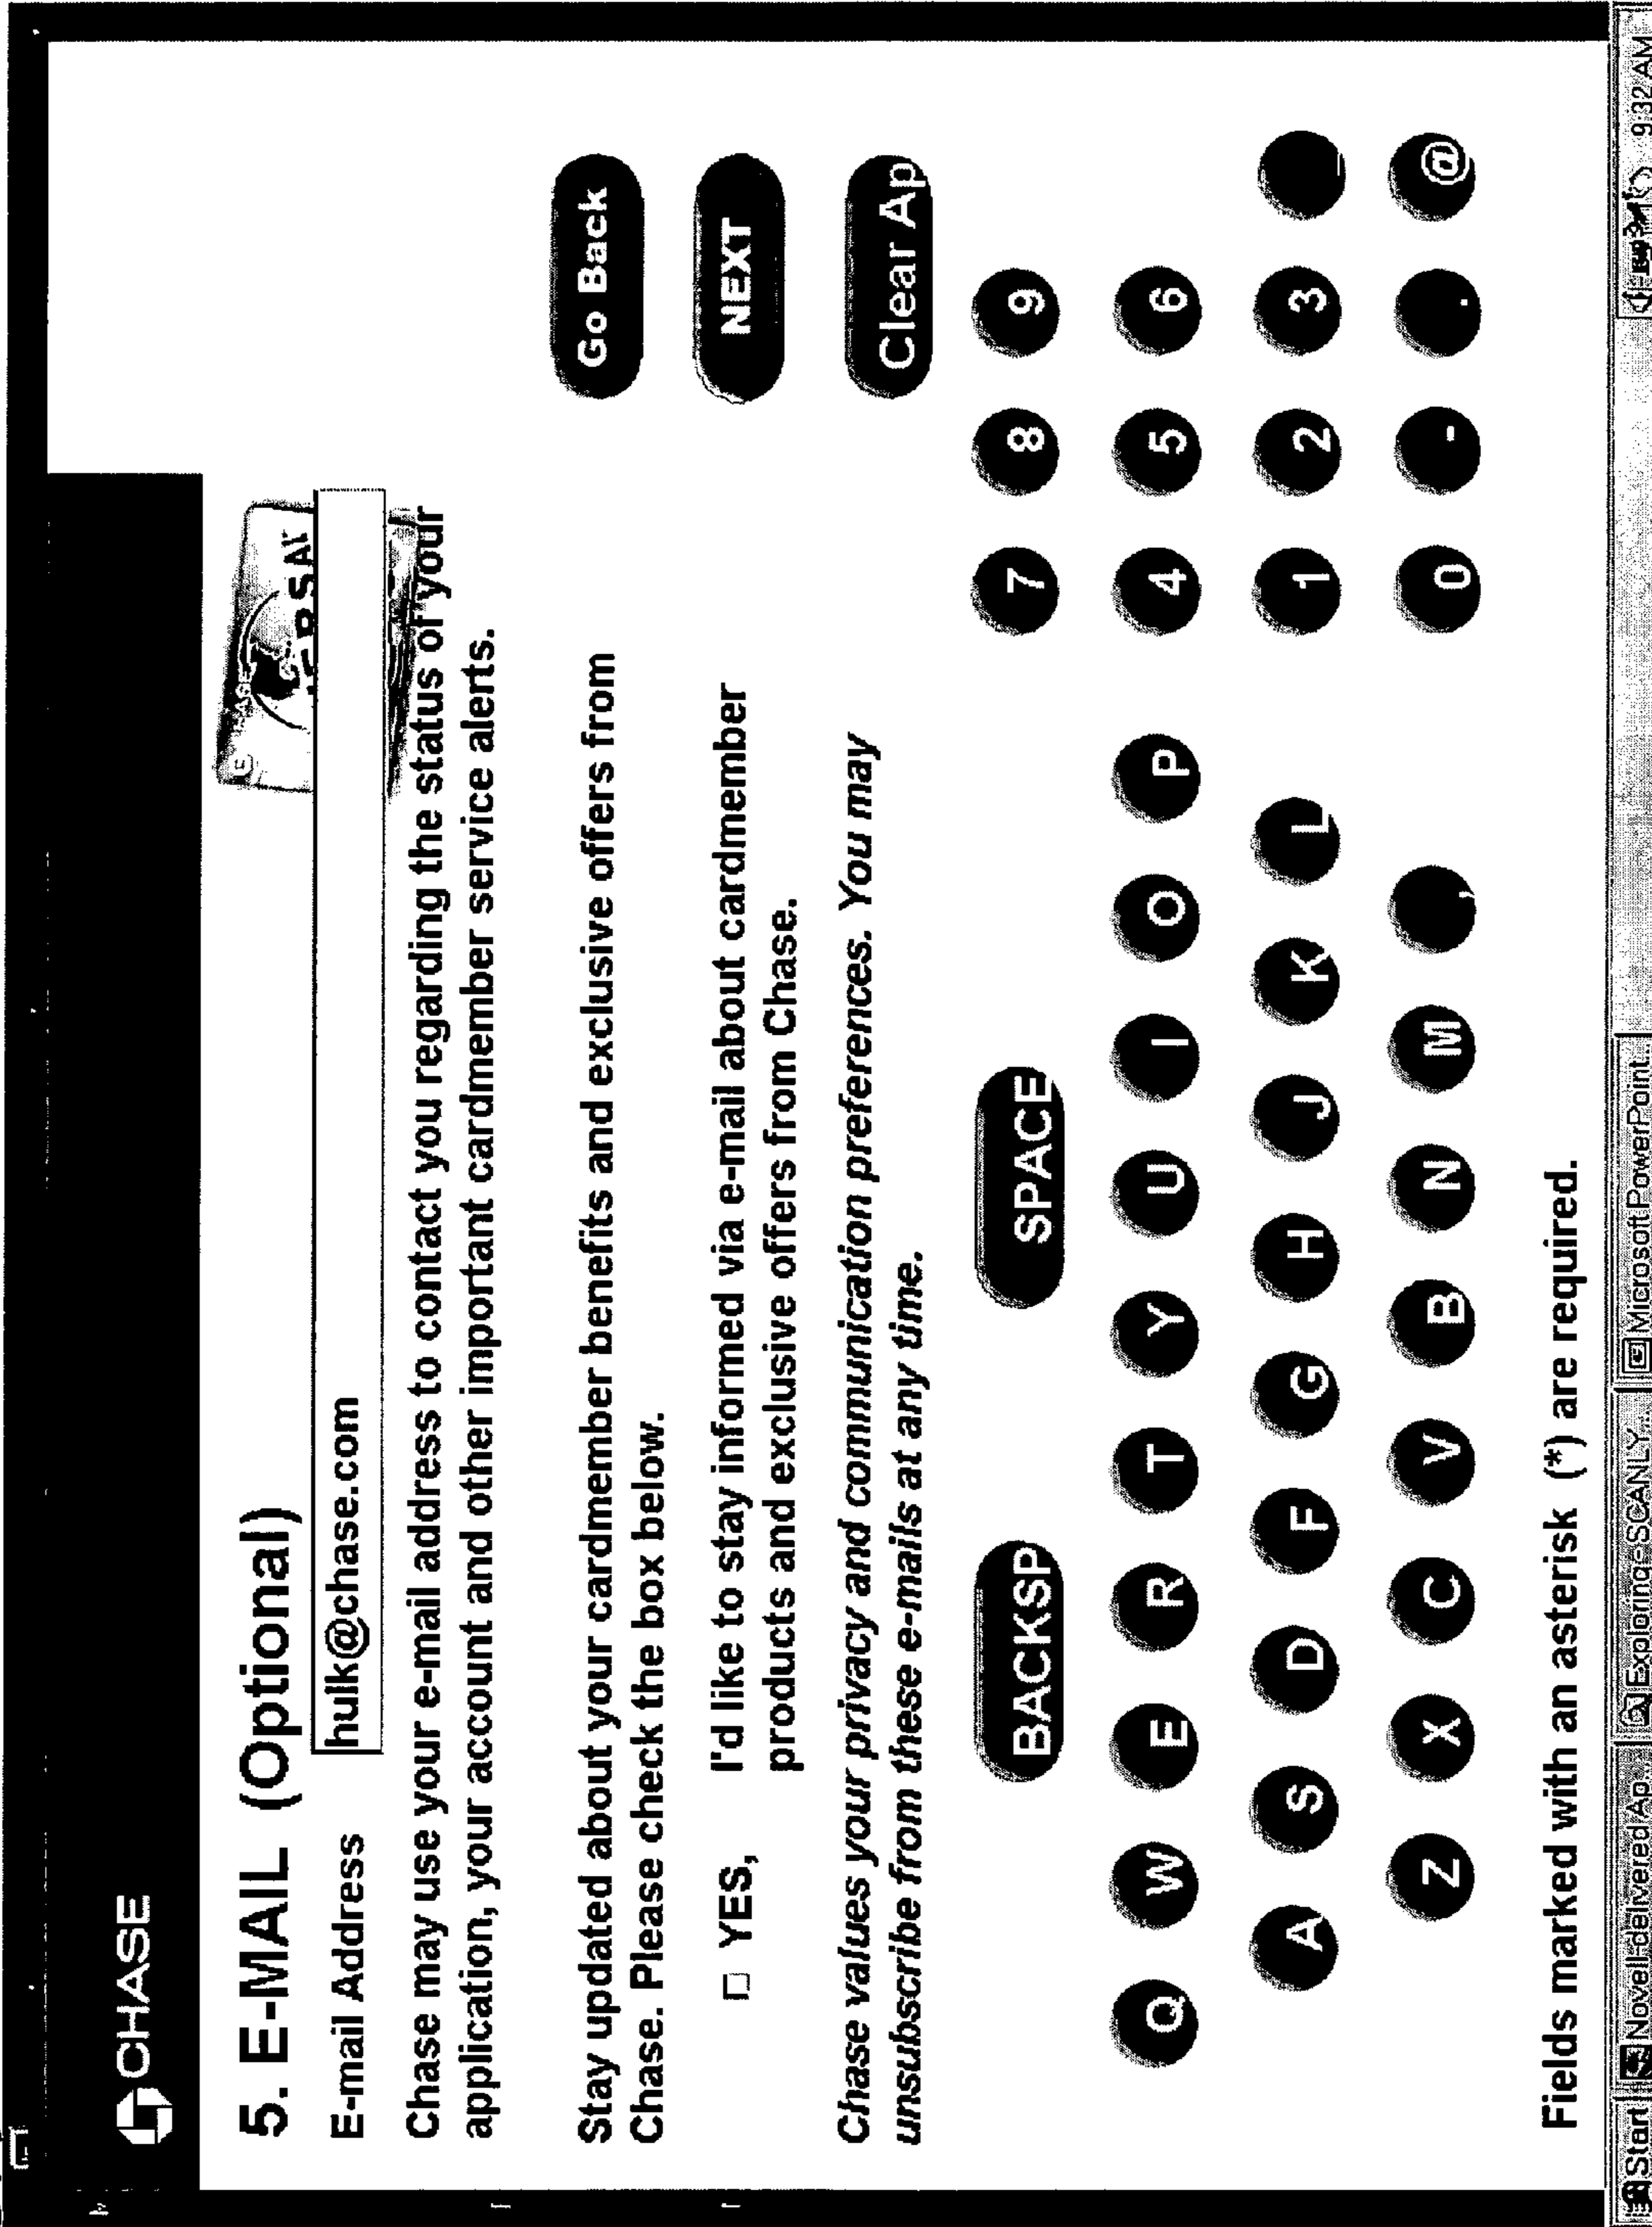 CHASE
5. E-MAIL (Optional)
E-mail Address
hulk@chase.com
Chase may use your e-mail address to contact you regarding the status of your
application, your account and other important cardmember service alerts.
Go Back
Stay updated about your cardmember benefits and exclusive offers from
Chase. Please check the box below.
NEXT
YES,
I'd like to stay informed via e-mail about cardmember
products and exclusive offers from Chase.
Clear Ap
Chase values your privacy and communication preferences. You may
unsubscribe from these e-mails at any time.
BACKSP SPACE 7 8 9
Q W E R T Y U I O P 4 5 6
A S D F G H J K L 1 2 3 _
Z X C V B N M , 0 - . @
Fields marked with an asterisk (*) are required.
Start Novell-delivered Ap... Exploring - SCANLY... Microsoft PowerPoint... 9:32 AM